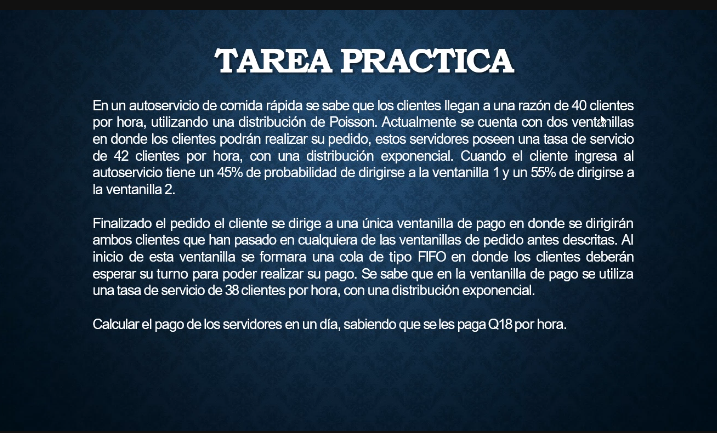 TAREA PRACTICA
En un autoservicio de comida rápida se sabe que los clientes llegan a una razón de 40 clientes
por hora, utilizando una distribución de Poisson. Actualmente se cuenta con dos ventanillas
en donde los clientes podrán realizar su pedido, estos servidores poseen una tasa de servicio
de 42 clientes por hora, con una distribución exponencial. Cuando el cliente ingresa al
autoservicio tiene un 45% de probabilidad de dirigirse a la ventanilla 1 y un 55% de dirigirse a
la ventanilla 2.
Finalizado el pedido el cliente se dirige a una única ventanilla de pago en donde se dirigirán
ambos clientes que han pasado en cualquiera de las ventanillas de pedido antes descritas. Al
inicio de esta ventanilla se formara una cola de tipo FIFO en donde los clientes deberán
esperar su turno para poder realizar su pago. Se sabe que en la ventanilla de pago se utiliza
una tasa de servicio de 38 clientes por hora, con una distribución exponencial.
Calcular el pago de los servidores en un día, sabiendo que se les paga Q18 por hora.